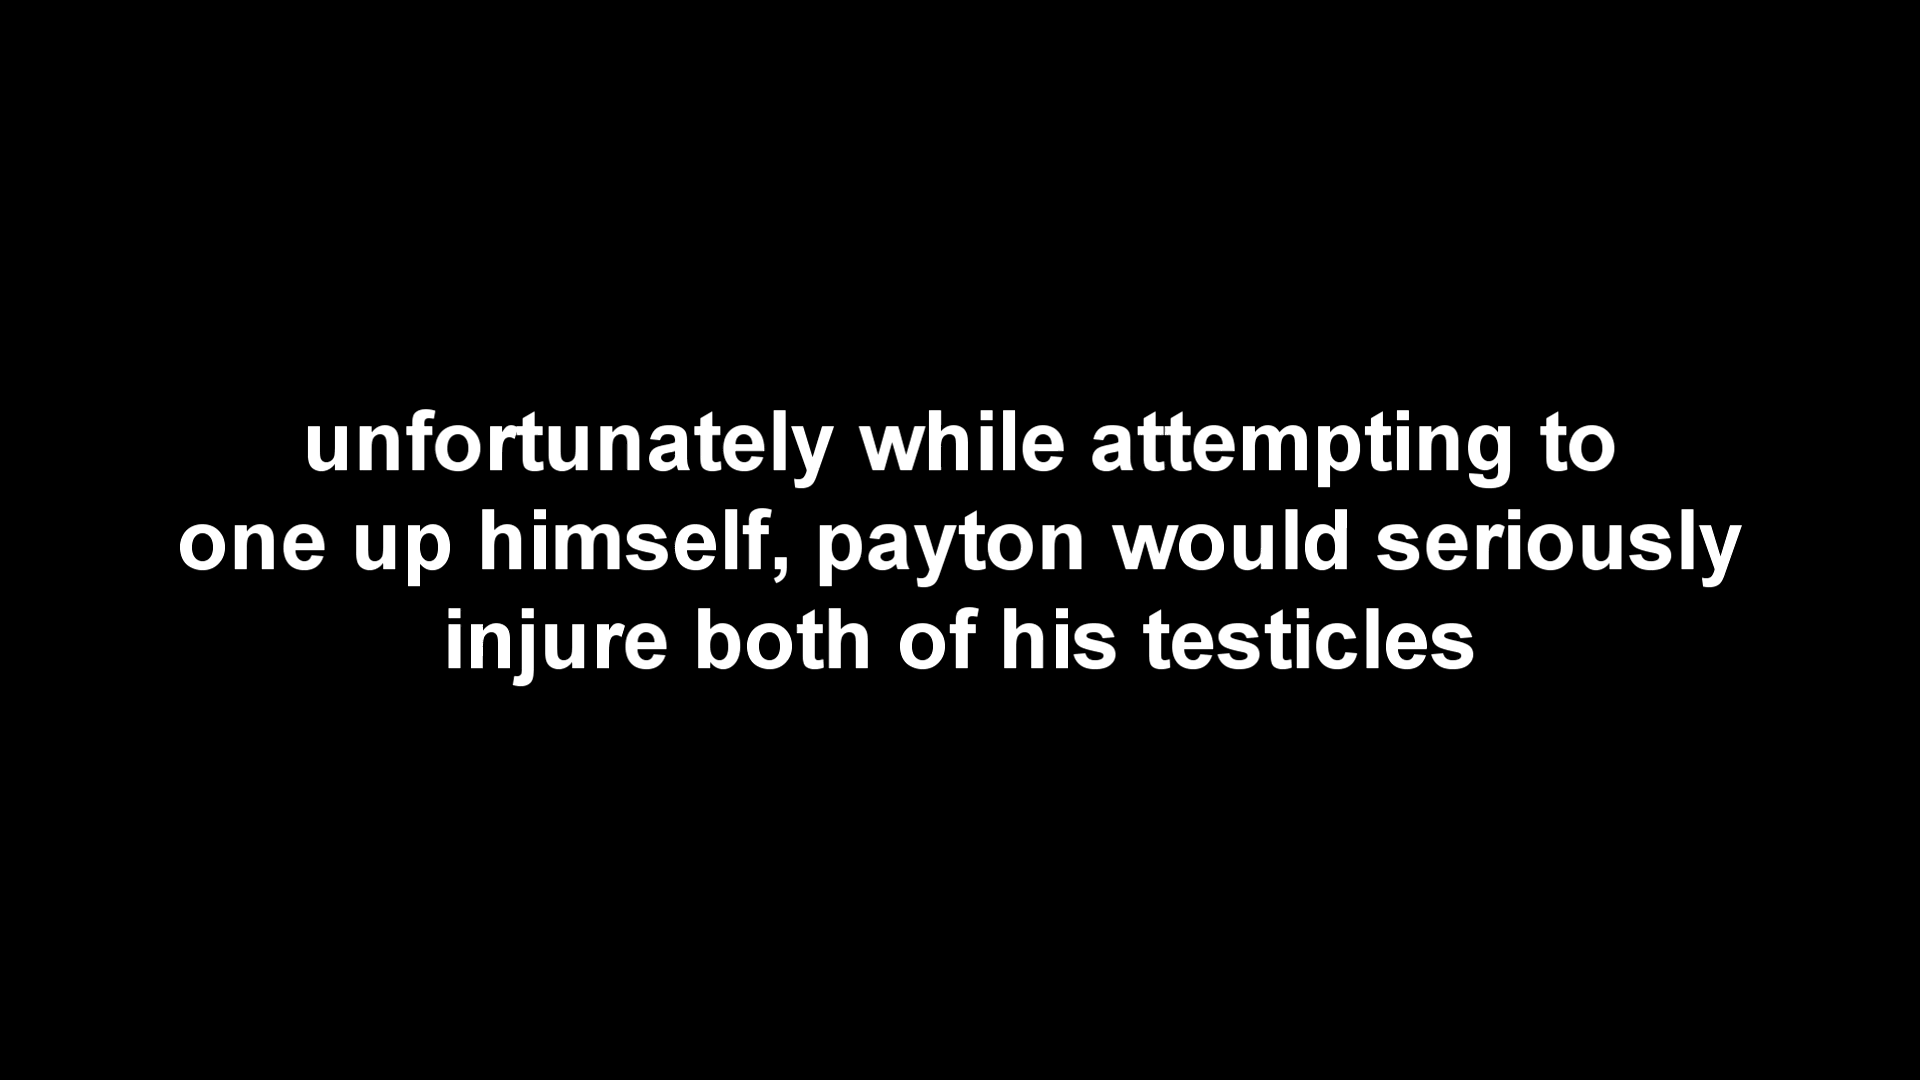 unfortunately while attempting to
one up himself, payton would seriously
injure both of his testicles